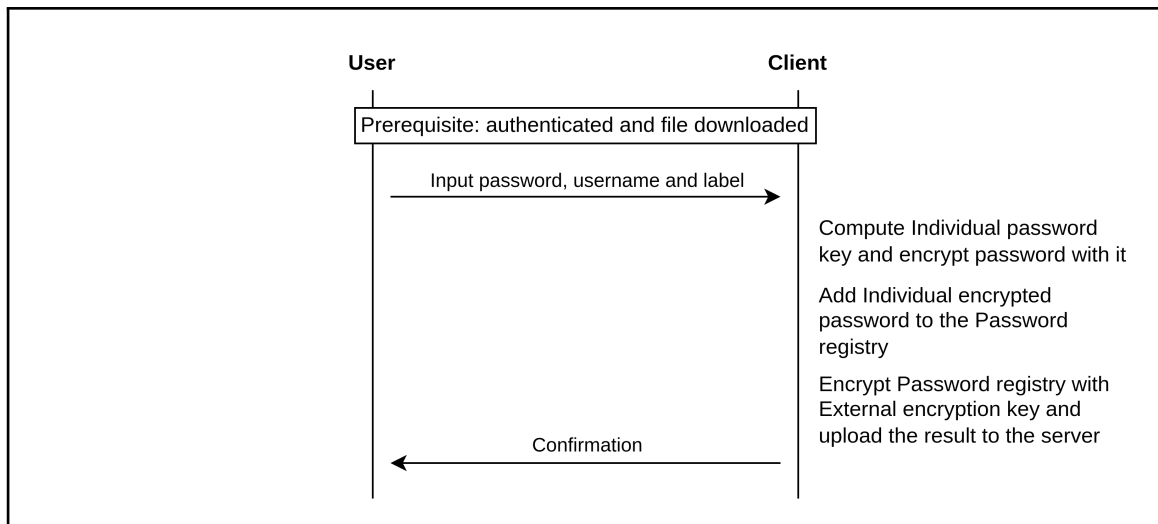 User
Client
Prerequisite: authenticated and file downloaded
Input password, username and label
Compute Individual password
key and encrypt password with it
Add Individual encrypted
password to the Password
registry
Encrypt Password registry with
External encryption key and
upload the result to the server
Confirmation